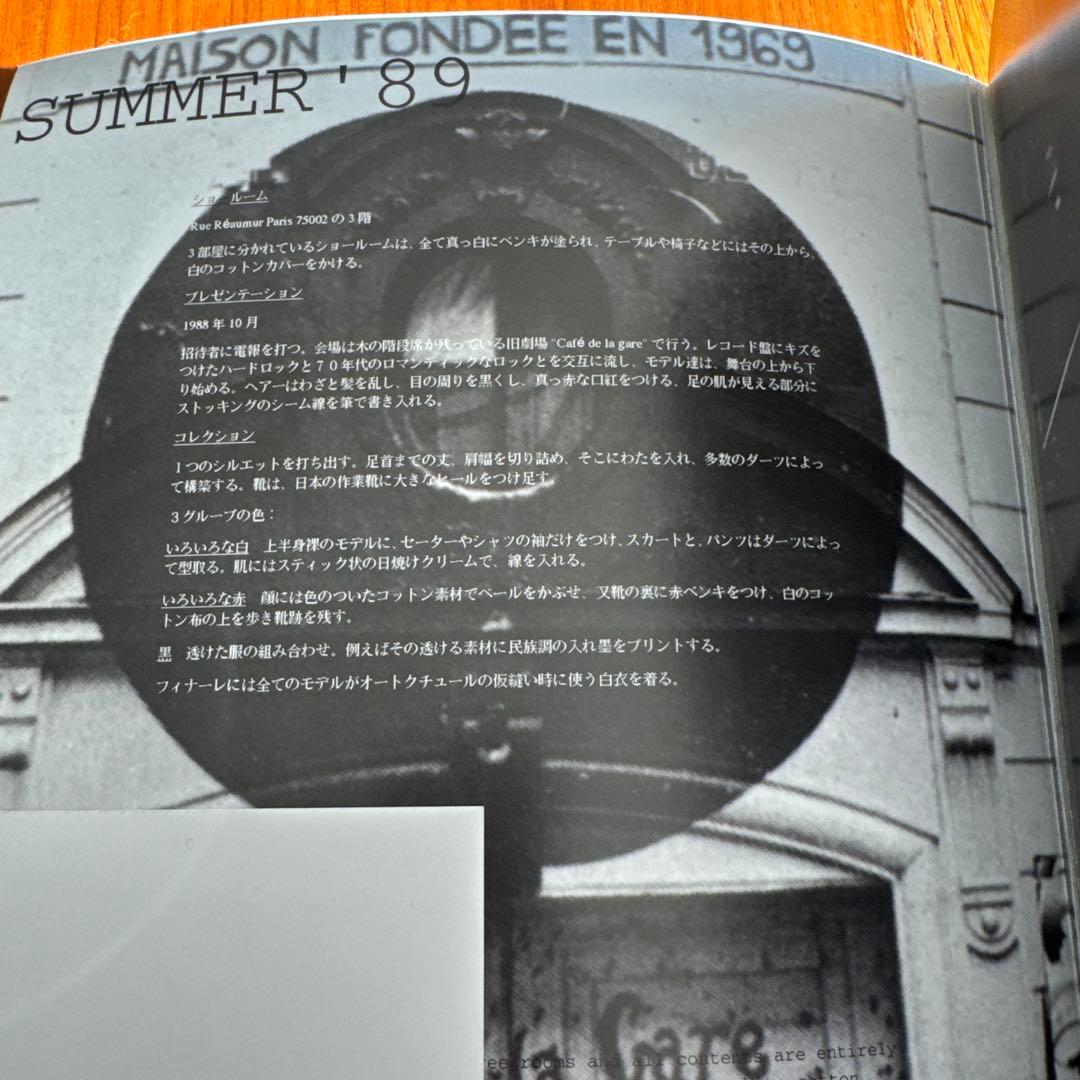 MAISON FONDEE EN 1969
SUMMER '89
ショールーム
Rue Réaumur Paris 75002 の 3 階
3 部屋に分かれているショールームは、全て真っ白にペンキが塗られ、テーブルや椅子などにはその上から、
白のコットンカバーをかける。
プレゼンテーション
1988 年 10 月
招待者に電報を打つ。会場は木の階段席が残っている旧劇場 "Café de la gare" で行う。レコード盤にキズを
つけたハードロックと７０年代のロマンティックなロックとを交互に流し、モデル達は、舞台の上から下
り始める。ヘアーはわざと髪を乱し、目の周りを黒くし、真っ赤な口紅をつける、足の肌が見える部分に
ストッキングのシーム線を筆で書き入れる。
コレクション
１つのシルエットを打ち出す。足首までの丈、肩幅を切り詰め、そこにわたを入れ、多数のダーツによっ
て構築する。靴は、日本の作業靴に大きなヒールをつけ足す。
３グループの色：
いろいろな白　上半身裸のモデルに、セーターやシャツの袖だけをつけ、スカートと、パンツはダーツによっ
て型取る。肌にはスティック状の日焼けクリームで、線を入れる。
いろいろな赤　顔には色のついたコットン素材でベールをかぶせ、又靴の裏に赤ペンキをつけ、白のコッ
トン布の上を歩き靴跡を残す。
黒　透けた服の組み合わせ。例えばその透ける素材に民族調の入れ墨をプリントする。
フィナーレには全てのモデルがオートクチュールの仮縫い時に使う白衣を着る。
la Gare
rooms and all contents are entirely
cotton